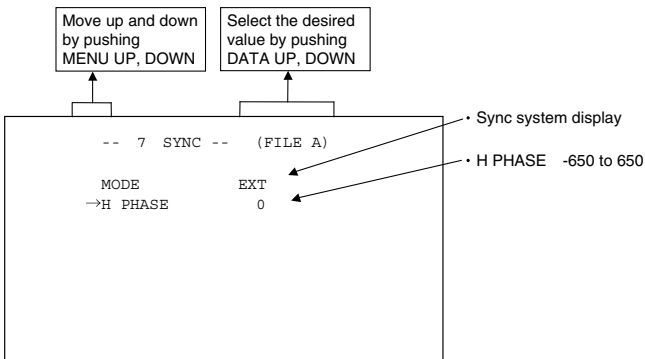 Move up and down
by pushing
MENU UP, DOWN
Select the desired
value by pushing
DATA UP, DOWN
-- 7 SYNC -- (FILE A)
MODE EXT
→H PHASE 0
• Sync system display
• H PHASE -650 to 650